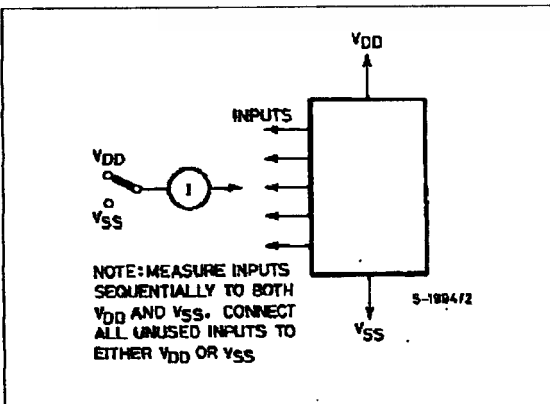 VDD
INPUTS
VDD
I
VSS
NOTE: MEASURE INPUTS
SEQUENTIALLY TO BOTH
VDD AND VSS. CONNECT
ALL UNUSED INPUTS TO
EITHER VDD OR VSS
S-1994/2
VSS